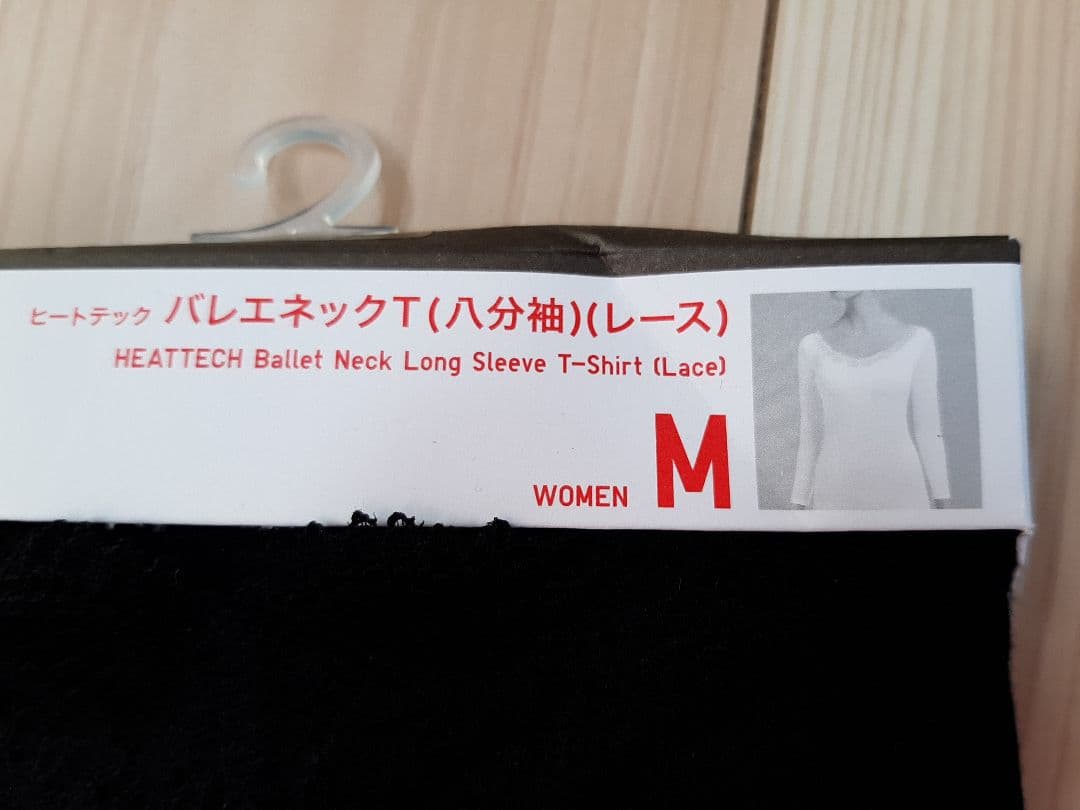 ヒートテック バレエネックT(八分袖)(レース)
HEATTECH Ballet Neck Long Sleeve T-Shirt (Lace)
WOMEN M